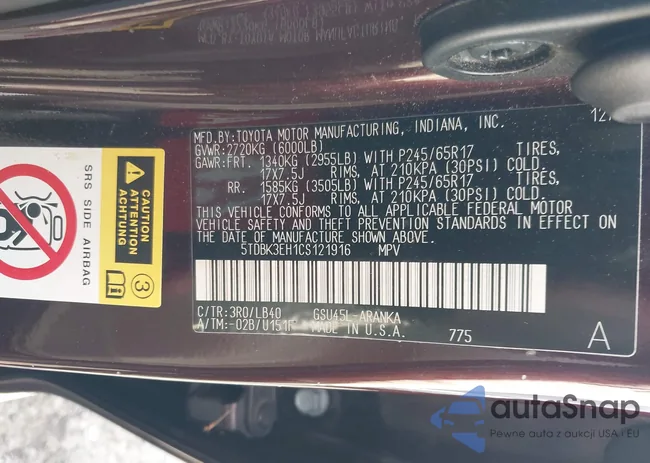 MFD.BY:TOYOTA MOTOR MANUFACTURING, INDIANA, INC. 12/
GVWR:2720KG (6000LB)
GAWR:FRT. 1340KG (2955LB) WITH P245/65R17 TIRES,
17X7.5J RIMS, AT 210KPA (30PSI) COLD.
RR. 1585KG (3505LB) WITH P245/65R17 TIRES,
17X7.5J RIMS, AT 210KPA (30PSI) COLD.
THIS VEHICLE CONFORMS TO ALL APPLICABLE FEDERAL MOTOR
VEHICLE SAFETY AND THEFT PREVENTION STANDARDS IN EFFECT ON
THE DATE OF MANUFACTURE SHOWN ABOVE.
5TDBK3EH1CS121916 MPV
C/TR:3R0/LB40 GSU45L-ARANKA
A/TM:-02B/U151F MADE IN U.S.A. 775 A
SRS SIDE AIRBAG
CAUTION
ATTENTION
ACHTUNG
3
autaSnap
Pewne auto z aukcji USA i EU